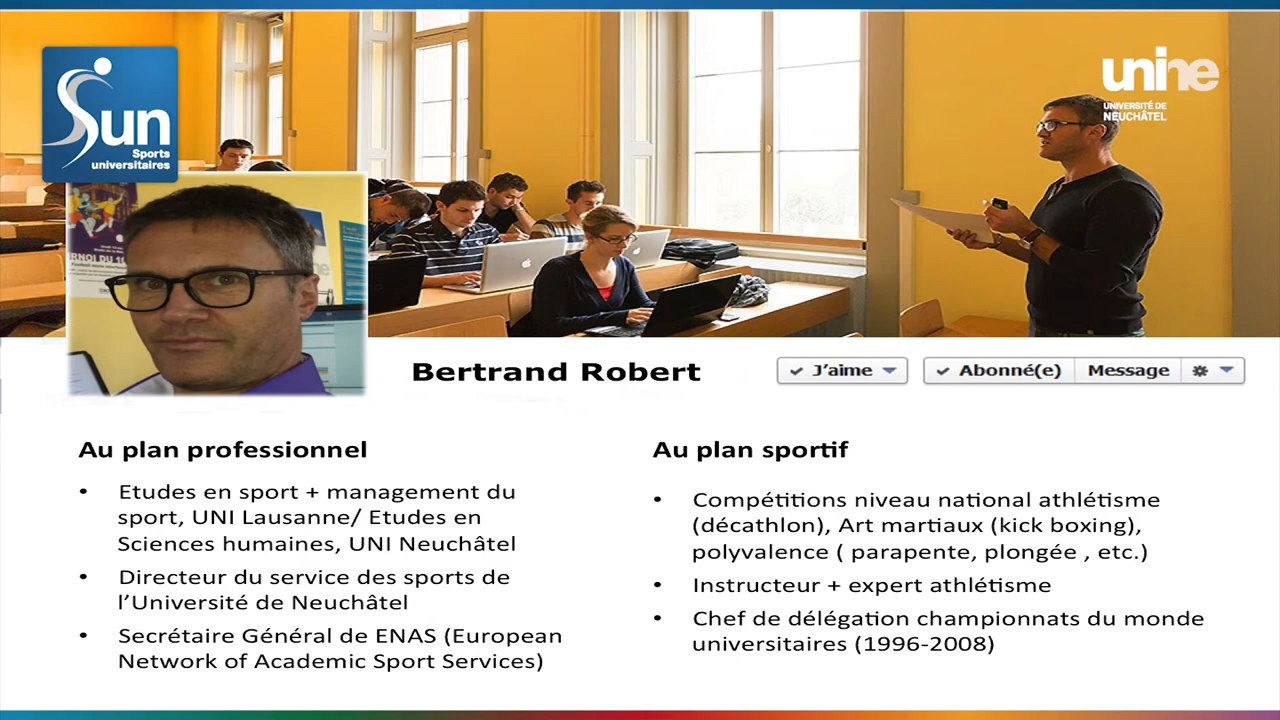 Sun
Sports
universitaires
unine
UNIVERSITÉ DE
NEUCHÂTEL
Bertrand Robert
J'aime
Abonné(e)
Message
Au plan professionnel
• Etudes en sport + management du
sport, UNI Lausanne/ Etudes en
Sciences humaines, UNI Neuchâtel
• Directeur du service des sports de
l’Université de Neuchâtel
• Secrétaire Général de ENAS (European
Network of Academic Sport Services)
Au plan sportif
• Compétitions niveau national athlétisme
(décathlon), Art martiaux (kick boxing),
polyvalence ( parapente, plongée , etc.)
• Instructeur + expert athlétisme
• Chef de délégation championnats du monde
universitaires (1996-2008)